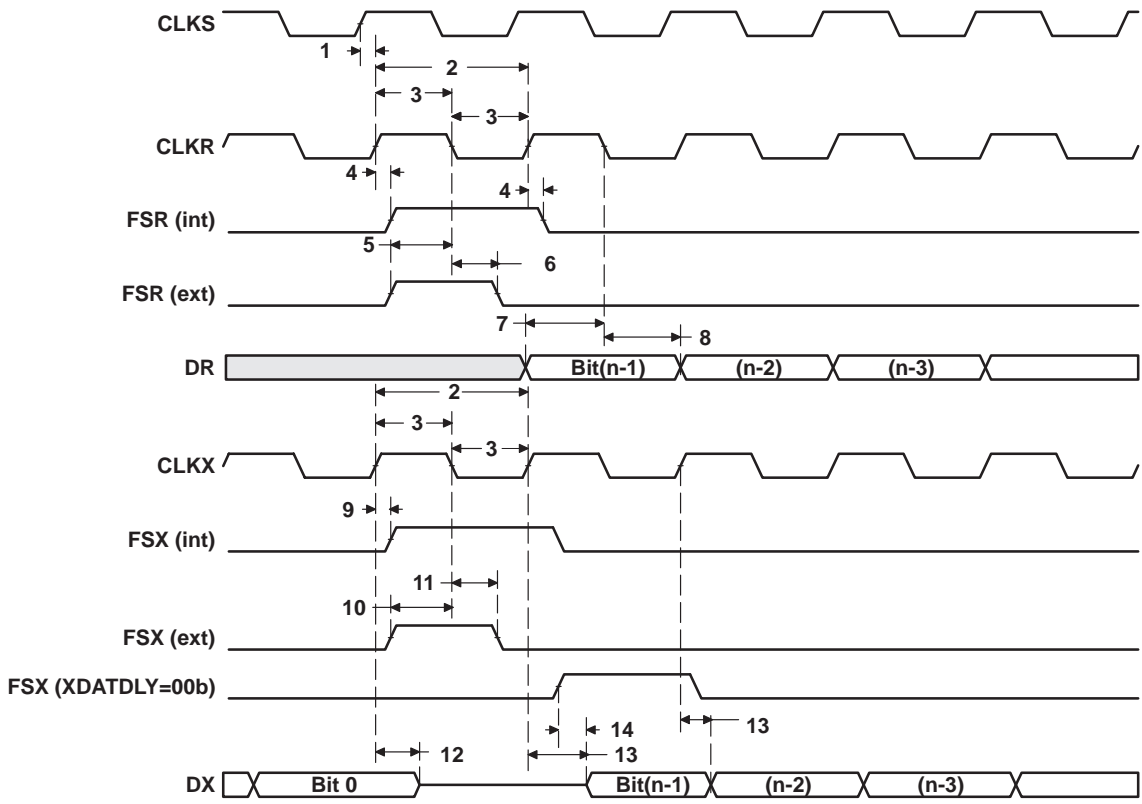 CLKS
1
2
3
3
CLKR
4
4
FSR (int)
5
6
FSR (ext)
7
8
DR
Bit(n-1)
(n-2)
(n-3)
2
3
3
CLKX
9
FSX (int)
11
10
FSX (ext)
FSX (XDATDLY=00b)
14
13
12
13
DX
Bit 0
Bit(n-1)
(n-2)
(n-3)